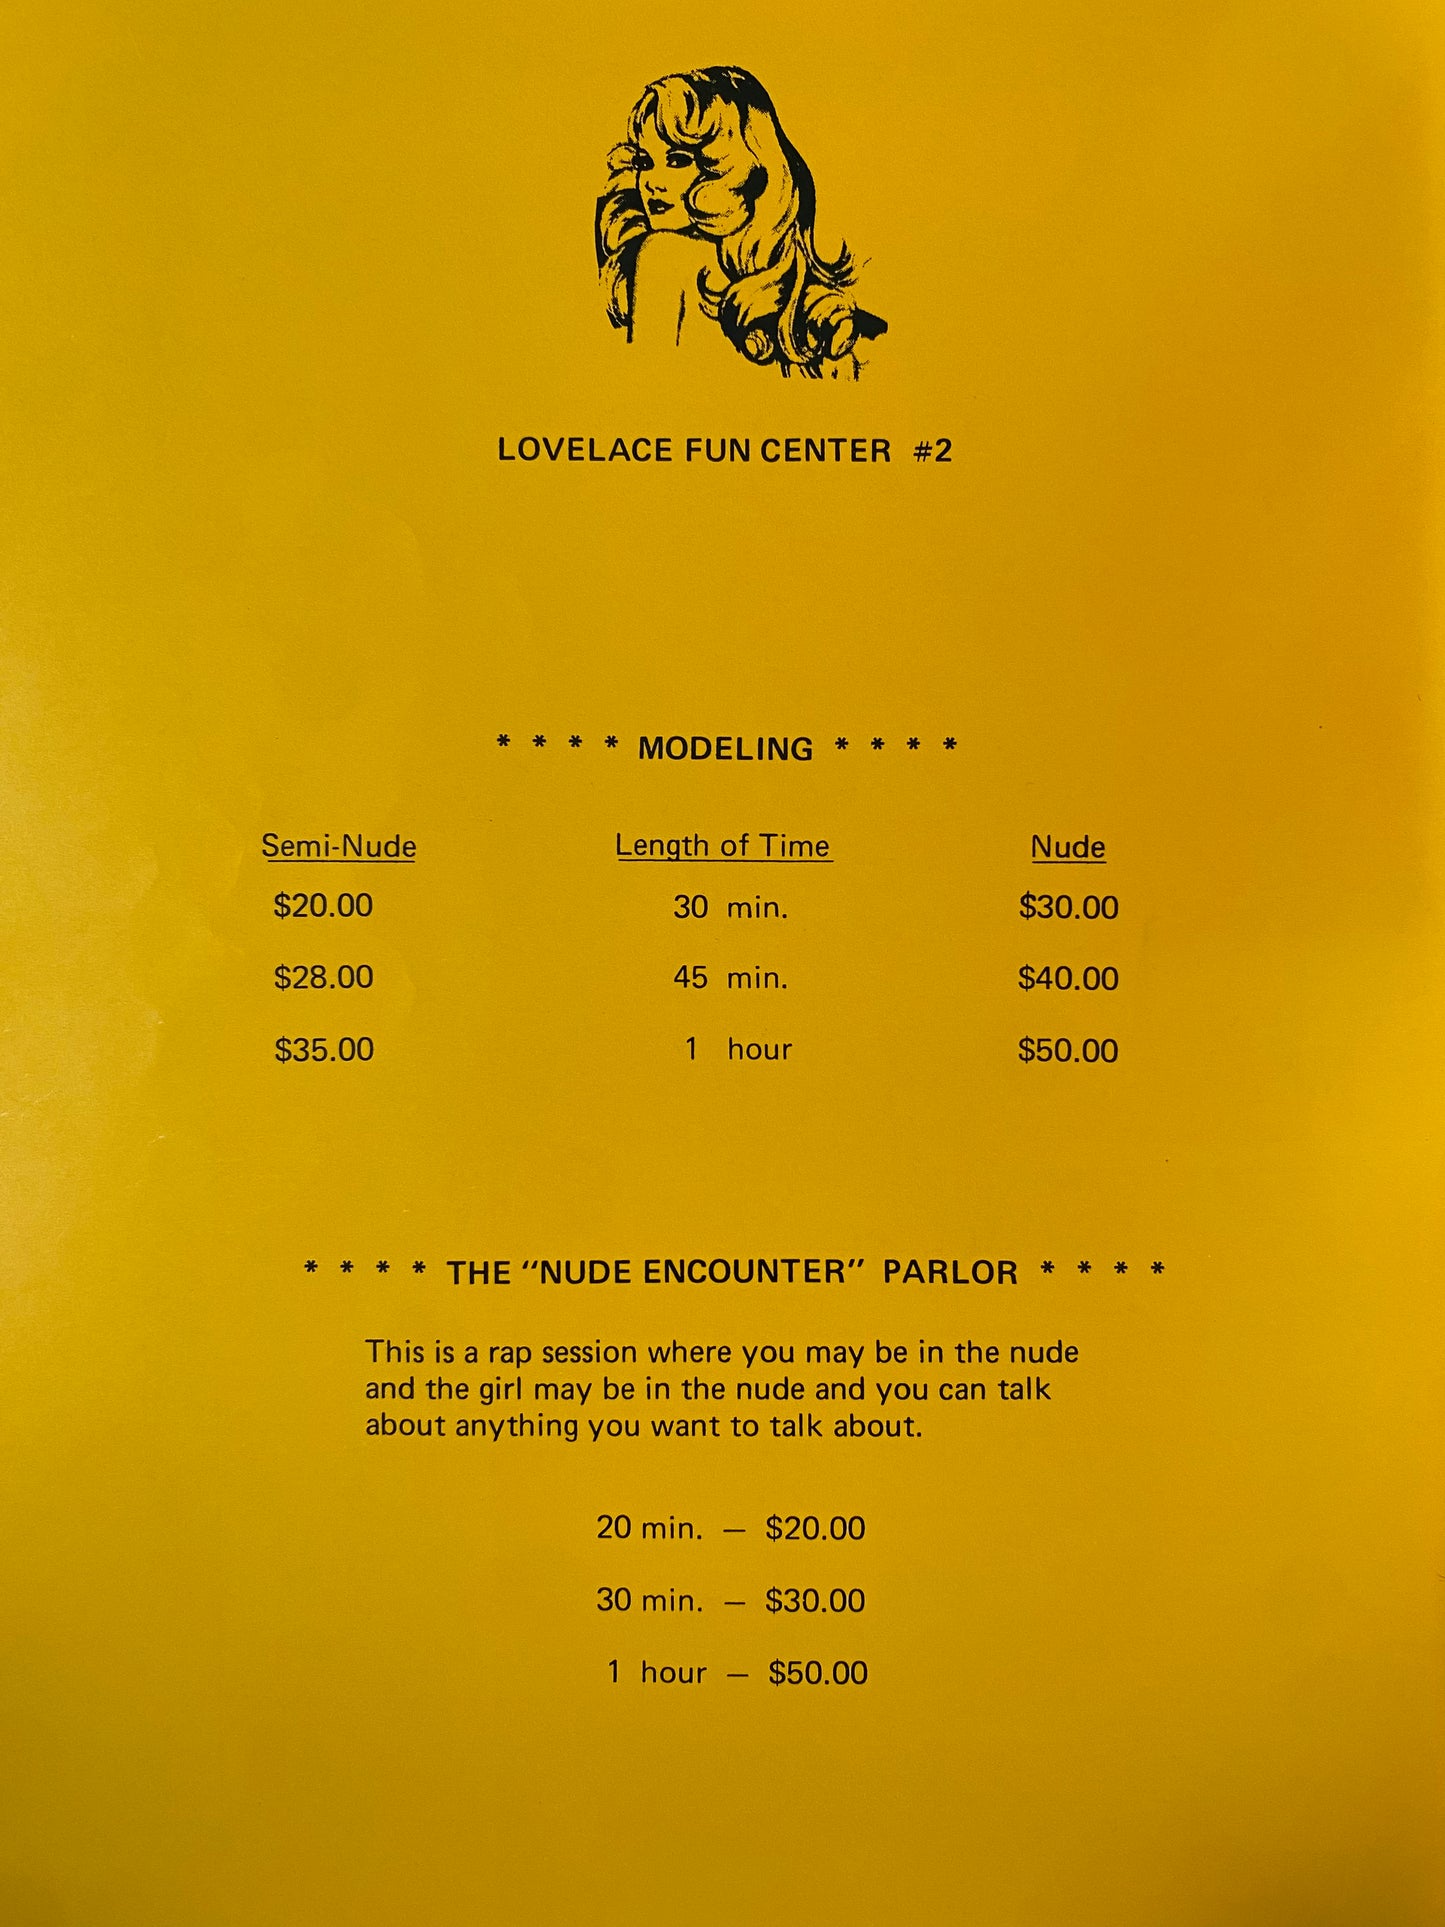 LOVELACE FUN CENTER #2
* * * * MODELING * * * *
Semi-Nude Length of Time Nude
$20.00 30 min. $30.00
$28.00 45 min. $40.00
$35.00 1 hour $50.00
* * * * THE "NUDE ENCOUNTER" PARLOR * * * *
This is a rap session where you may be in the nude
and the girl may be in the nude and you can talk
about anything you want to talk about.
20 min. — $20.00
30 min. — $30.00
1 hour — $50.00